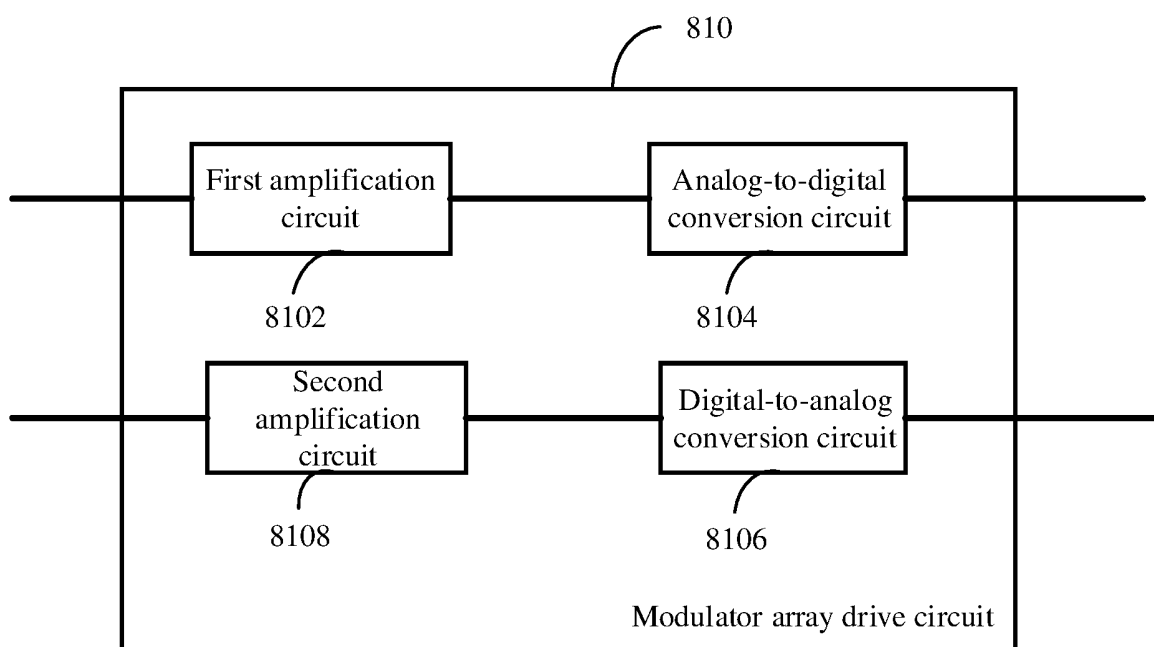 810
First amplification
circuit
Analog-to-digital
conversion circuit
8102
8104
Second
amplification
circuit
Digital-to-analog
conversion circuit
8108
8106
Modulator array drive circuit